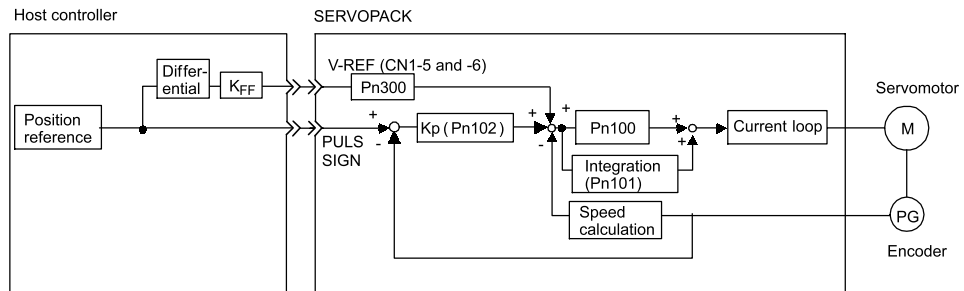 Host controller
SERVOPACK
V-REF (CN1-5 and -6)
Differ-
ential
KFF
Pn300
Servomotor
Position
reference
PULS
SIGN
+
-
Kp (Pn102)
+
+
-
Pn100
+
+
Current loop
M
Integration
(Pn101)
Speed
calculation
PG
Encoder